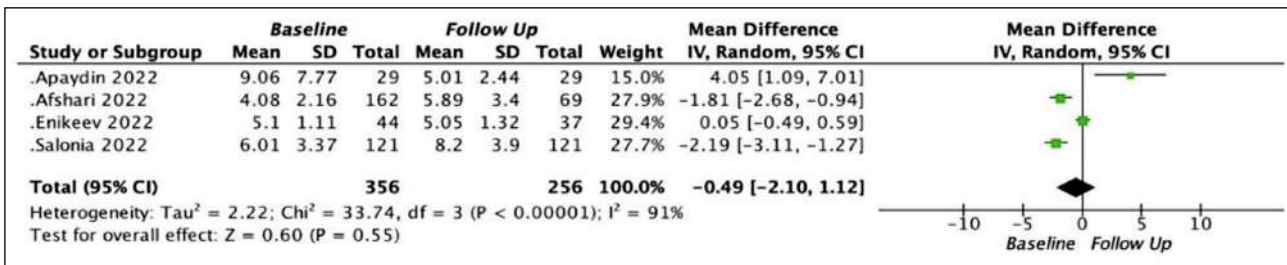 Baseline Follow Up Mean Difference Mean Difference
Study or Subgroup Mean SD Total Mean SD Total Weight IV, Random, 95% CI IV, Random, 95% CI
.Apaydin 2022 9.06 7.77 29 5.01 2.44 29 15.0% 4.05 [1.09, 7.01]
.Afshari 2022 4.08 2.16 162 5.89 3.4 69 27.9% -1.81 [-2.68, -0.94]
.Enikeev 2022 5.1 1.11 44 5.05 1.32 37 29.4% 0.05 [-0.49, 0.59]
.Salonia 2022 6.01 3.37 121 8.2 3.9 121 27.7% -2.19 [-3.11, -1.27]
Total (95% CI) 356 256 100.0% -0.49 [-2.10, 1.12]
Heterogeneity: Tau² = 2.22; Chi² = 33.74, df = 3 (P < 0.00001); I² = 91%
Test for overall effect: Z = 0.60 (P = 0.55)
-10 -5 0 5 10
Baseline Follow Up